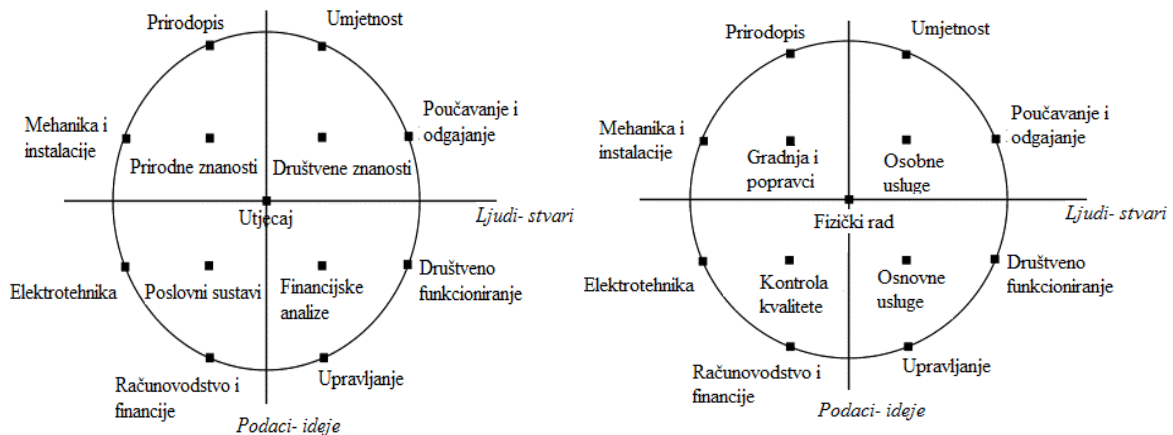 Prirodopis
Umjetnost
Mehanika i
instalacije
Poučavanje i
odgajanje
Prirodne znanosti
Društvene znanosti
Utjecaj
Ljudi- stvari
Elektrotehnika
Poslovni sustavi
Financijske
analize
Društveno
funkcioniranje
Računovodstvo i
financije
Upravljanje
Podaci- ideje
Prirodopis
Umjetnost
Mehanika i
instalacije
Poučavanje i
odgajanje
Gradnja i
popravci
Osobne
usluge
Fizički rad
Ljudi- stvari
Elektrotehnika
Kontrola
kvalitete
Osnovne
usluge
Društveno
funkcioniranje
Računovodstvo i
financije
Upravljanje
Podaci- ideje